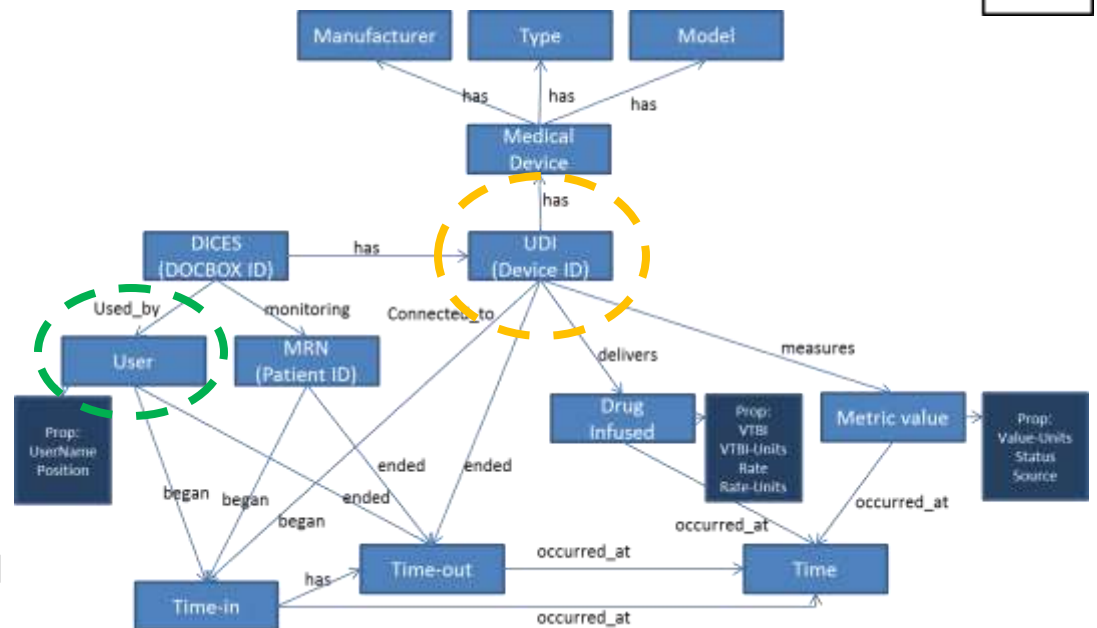 Manufacturer
Type
Model
has
has
has
Medical
Device
has
DICES
(DOCBOX ID)
has
UDI
(Device ID)
Used_by
monitoring
Connected_to
User
MRN
(Patient ID)
delivers
measures
Prop:
UserName
Position
Drug
Infused
Prop:
VTBI
VTBI-Units
Rate
Rate-Units
Metric value
Prop:
Value-Units
Status
Source
began
began
began
ended
ended
ended
occurred_at
occurred_at
Time-in
has
Time-out
occurred_at
Time
occurred_at